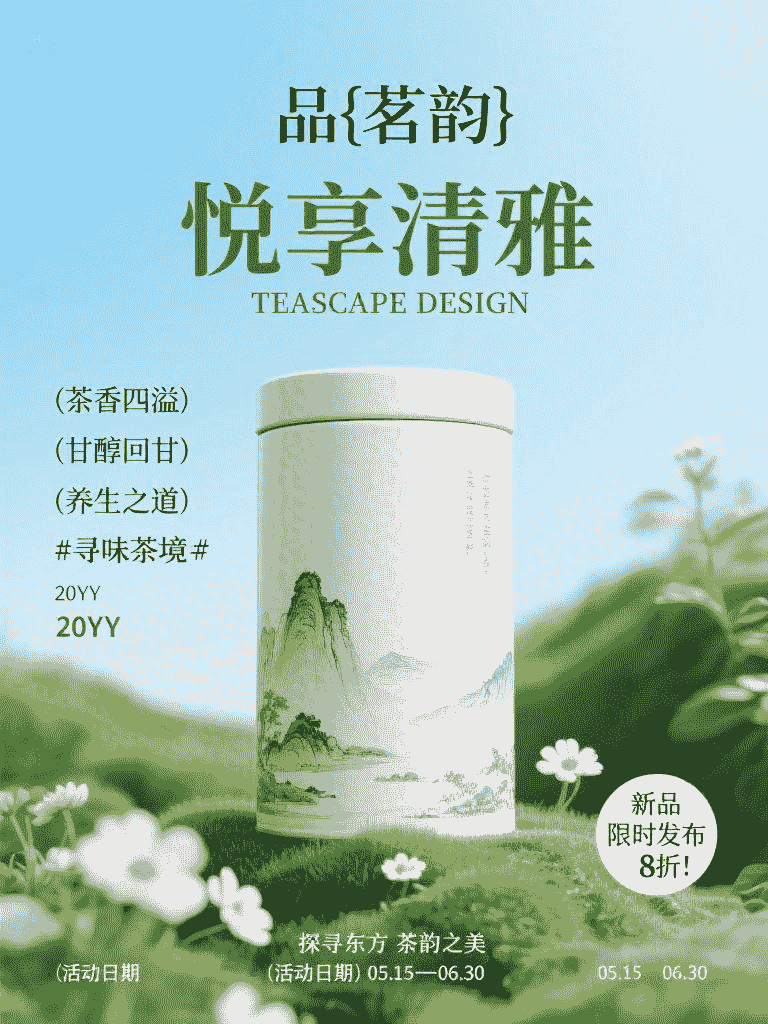 品{茗韵}
悦享清雅
TEASCAPE DESIGN
(茶香四溢)
(甘醇回甘)
(养生之道)
#寻味茶境#
20YY
20YY
新品
限时发布
8折!
探寻东方 茶韵之美
(活动日期
(活动日期) 05.15—06.30
05.15 06.30